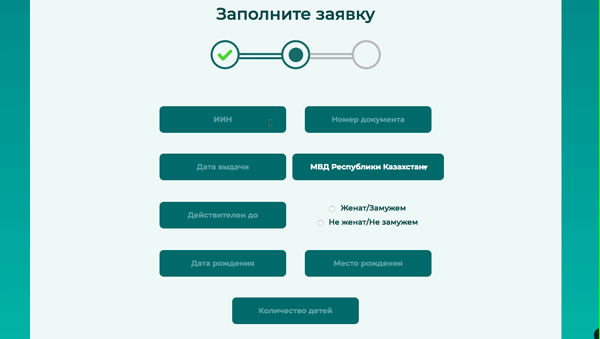 Заполните заявку
ИИН
Номер документа
Дата выдачи
МВД Республики Казахстан
Действителен до
Женат/Замужем
Не женат/Не замужем
Дата рождения
Место рождения
Количество детей